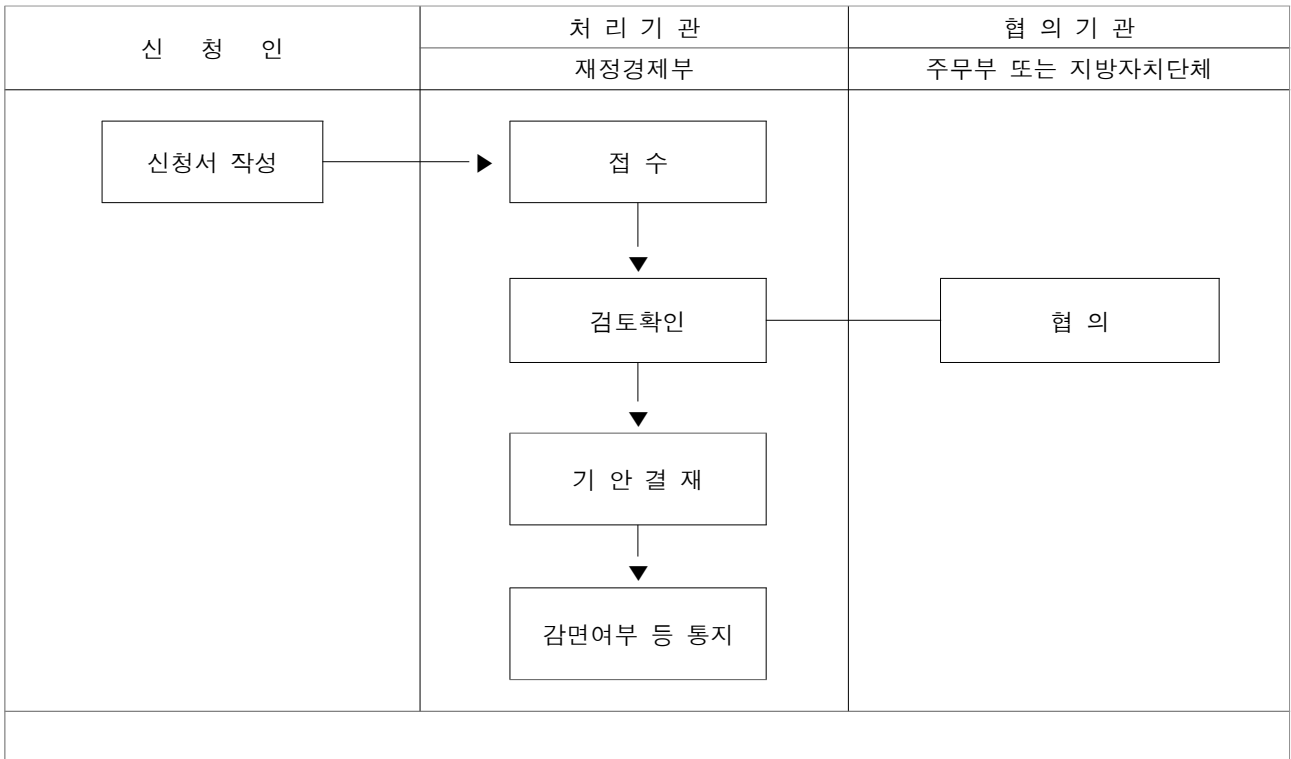 신 청 인
처 리 기 관
협 의 기 관
재정경제부
주무부 또는 지방자치단체
신청서 작성
접 수
검토확인
협 의
기 안 결 재
감면여부 등 통지